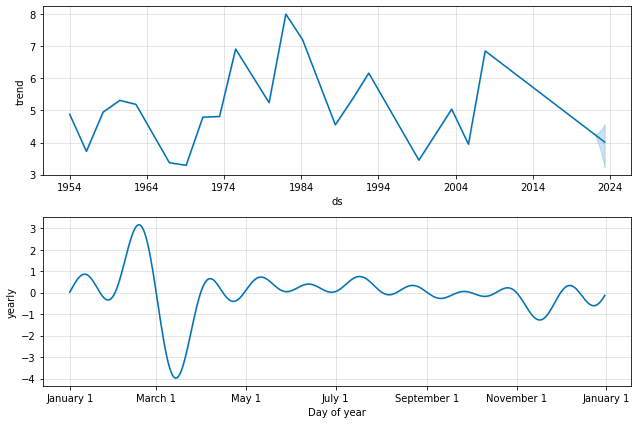 8
7
6
5
4
3
trend
1954 1964 1974 1984 1994 2004 2014 2024
ds
3
2
1
0
−1
−2
−3
−4
yearly
January 1 March 1 May 1 July 1 September 1 November 1 January 1
Day of year